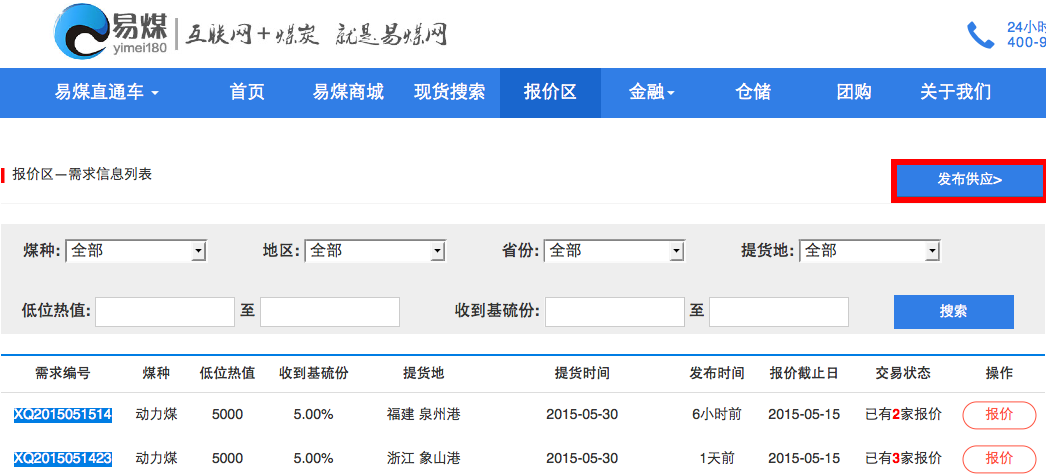 易煤
yimei180
互联网+煤炭 就是易煤网
24小时
400-9
易煤直通车 首页 易煤商城 现货搜索 报价区 金融 仓储 团购 关于我们
报价区—需求信息列表
发布供应>
煤种: 全部 地区: 全部 省份: 全部 提货地: 全部
低位热值: 至 收到基硫份: 至 搜索
需求编号 煤种 低位热值 收到基硫份 提货地 提货时间 发布时间 报价截止日 交易状态 操作
XQ2015051514 动力煤 5000 5.00% 福建 泉州港 2015-05-30 6小时前 2015-05-15 已有2家报价 报价
XQ2015051423 动力煤 5000 5.00% 浙江 象山港 2015-05-30 1天前 2015-05-15 已有3家报价 报价